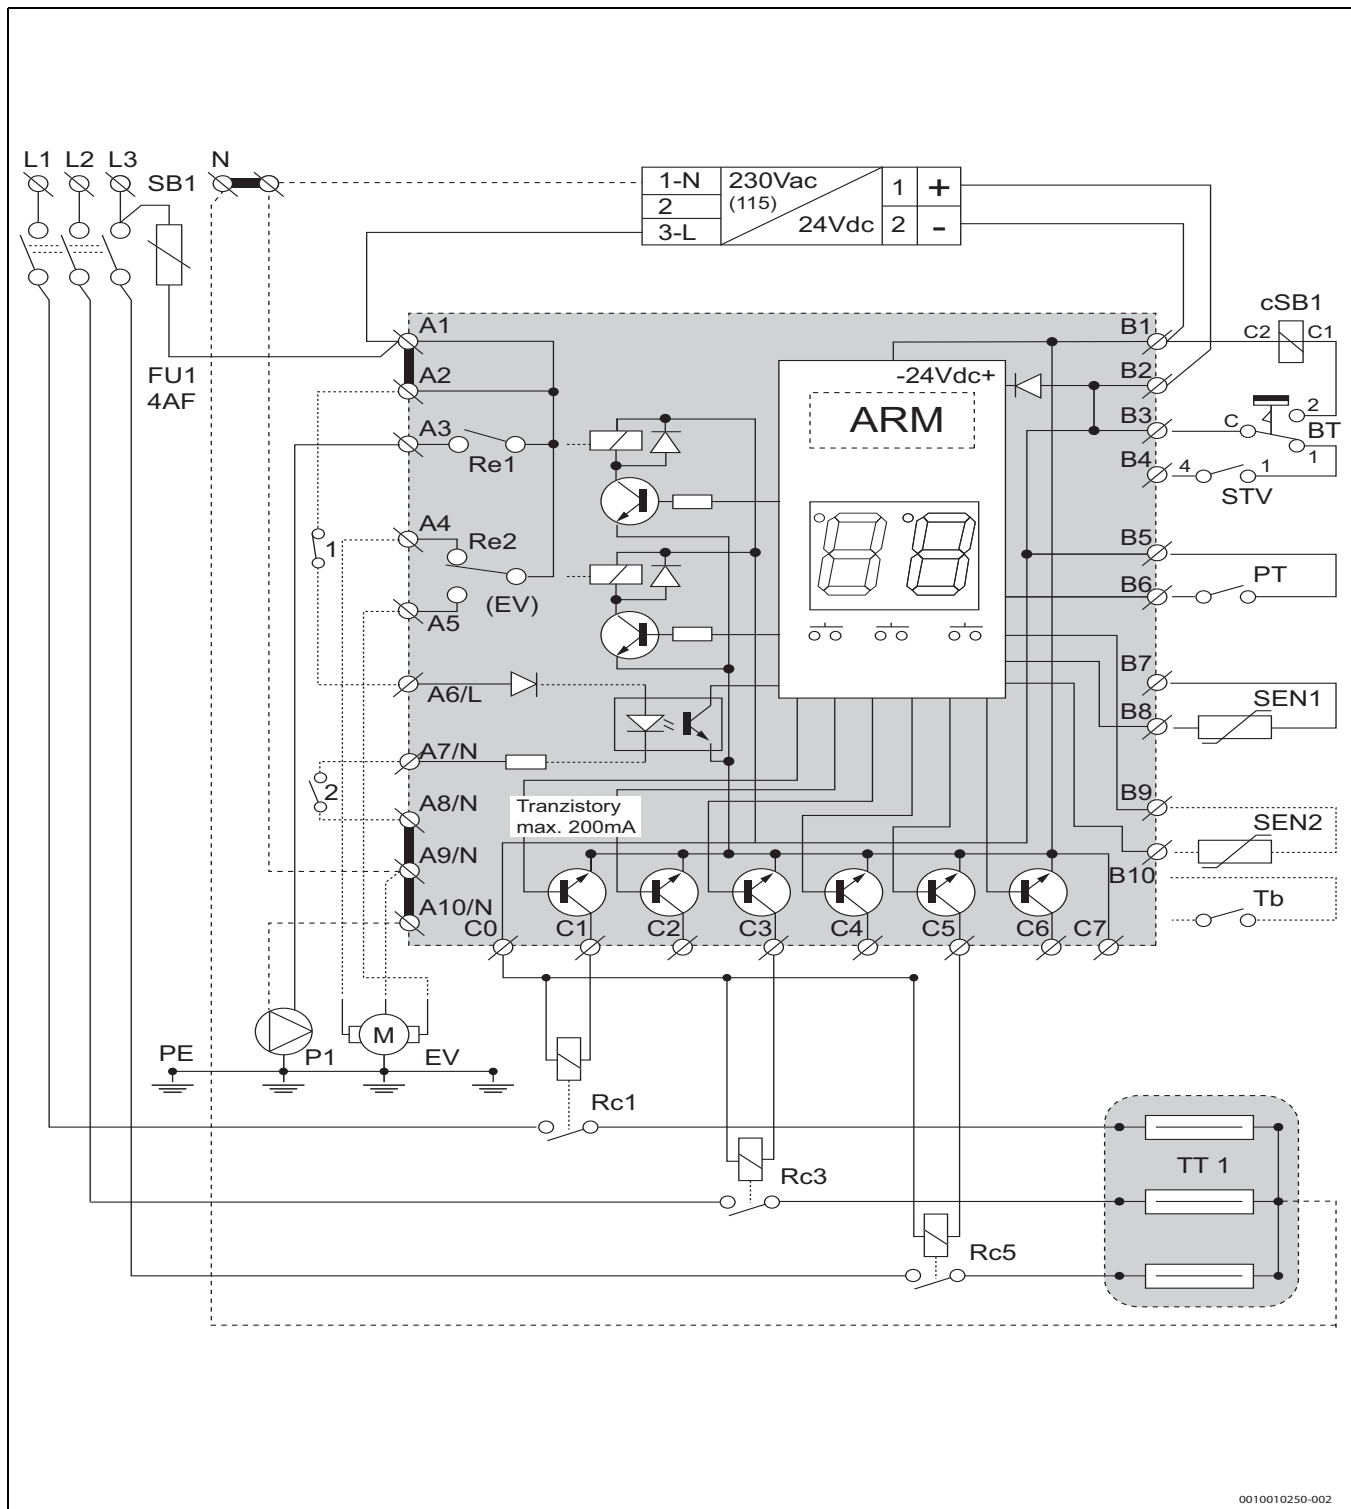 L1 L2 L3 SB1 N
1-N 230Vac 1 +
2 (115)
3-L 24Vdc 2 -
FU1
4AF
A1
A2
A3
Re1
A4
Re2
(EV)
A5
A6/L
A7/N
A8/N
A9/N
A10/N
1
2
-24Vdc+
ARM
88
Tranzistory
max. 200mA
B1
B2
B3
B4
B5
B6
B7
B8
B9
B10
cSB1
C2 C1
2
C BT
1
4 1
STV
PT
SEN1
SEN2
Tb
C0 C1 C2 C3 C4 C5 C6 C7
PE P1 M EV
Rc1
Rc3
Rc5
TT 1
0010010250-002